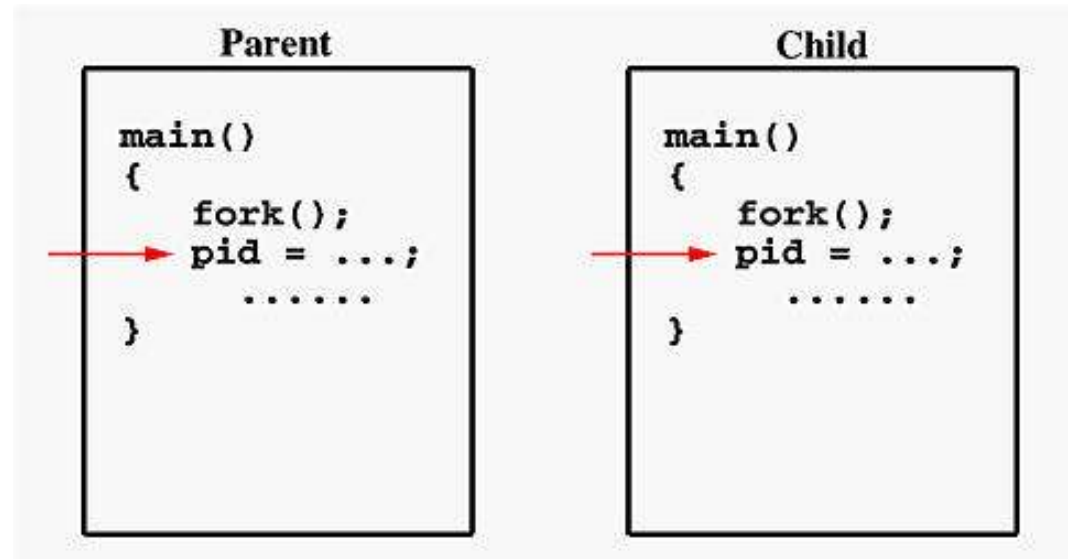 Parent
main()
{
fork();
pid = ...;
......
}
Child
main()
{
fork();
pid = ...;
......
}